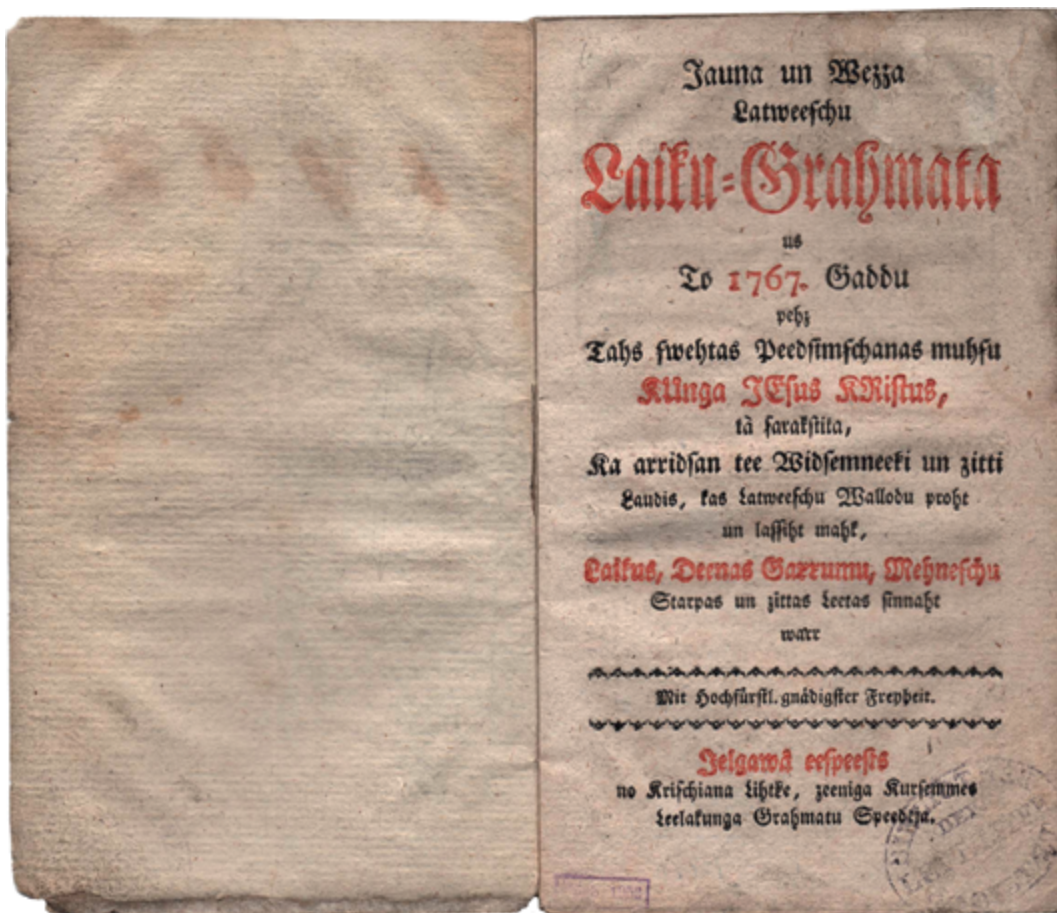 Jauna un Wezza
Latweeſchu
Laiku-Grahmata
us
To 1767. Gaddu
pehz
Tahs ſwehtas Peedſimſchanas muhſu
KUnga JEſus KRiſtus,
tà ſarakſtita,
Ka arridſan tee Widſemneeki un zitti
Laudis, kas Latweeſchu Wallodu proht
un laſſiht mahk,
Laikus, Deenas Garrumu, Mehneſchu
Starpas un zittas Leetas ſinnaht
warr
Mit Hochfürſtl. gnädigſter Freyheit.
Jelgawâ eeſpeeſts
no Kriſchjana Lihtke, zeeniga Kurſemmes
Leelakunga Grahmatu Speedeja.